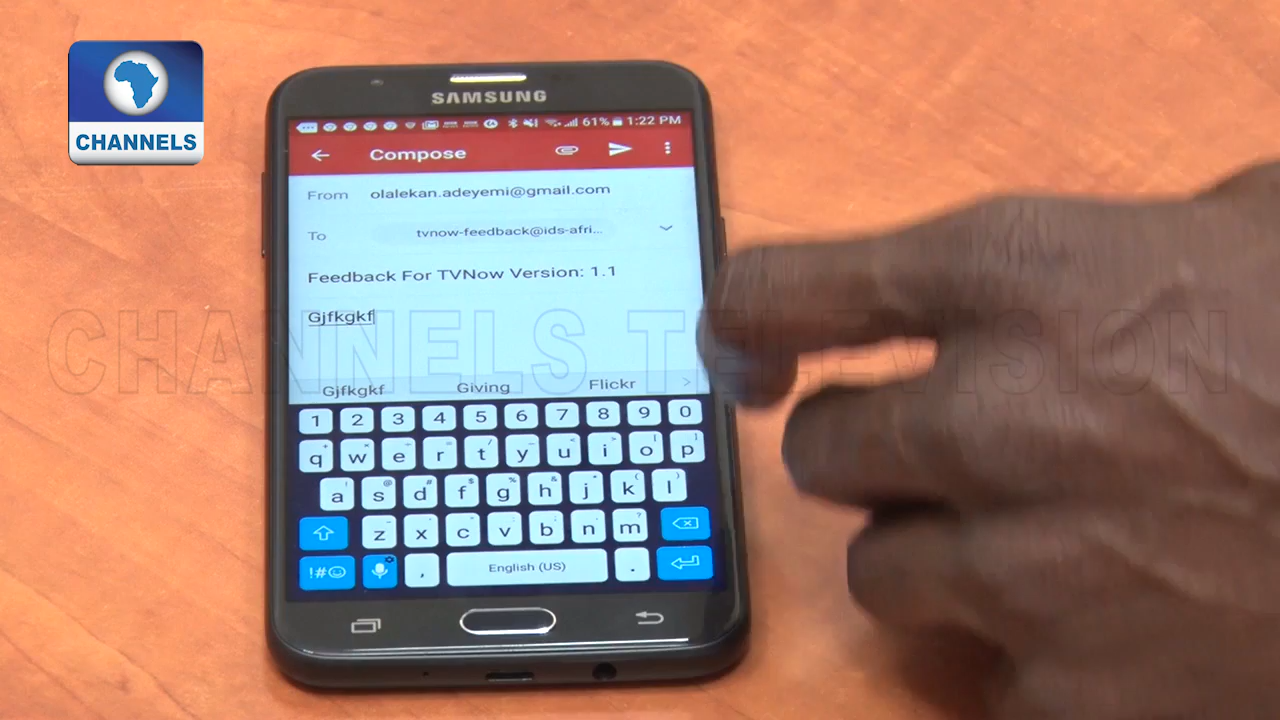 CHANNELS
SAMSUNG
61% 1:22 PM
Compose
From olalekan.adeyemi@gmail.com
To tvnow-feedback@ids-afri...
Feedback For TVNow Version: 1.1
Gjfkgkf
CHANNELS TELEVISION
Gjfkgkf Giving Flickr >
1 2 3 4 5 6 7 8 9 0
q w e r t y u i o p
a s d f g h j k l
z x c v b n m
!#☺ , English (US) .